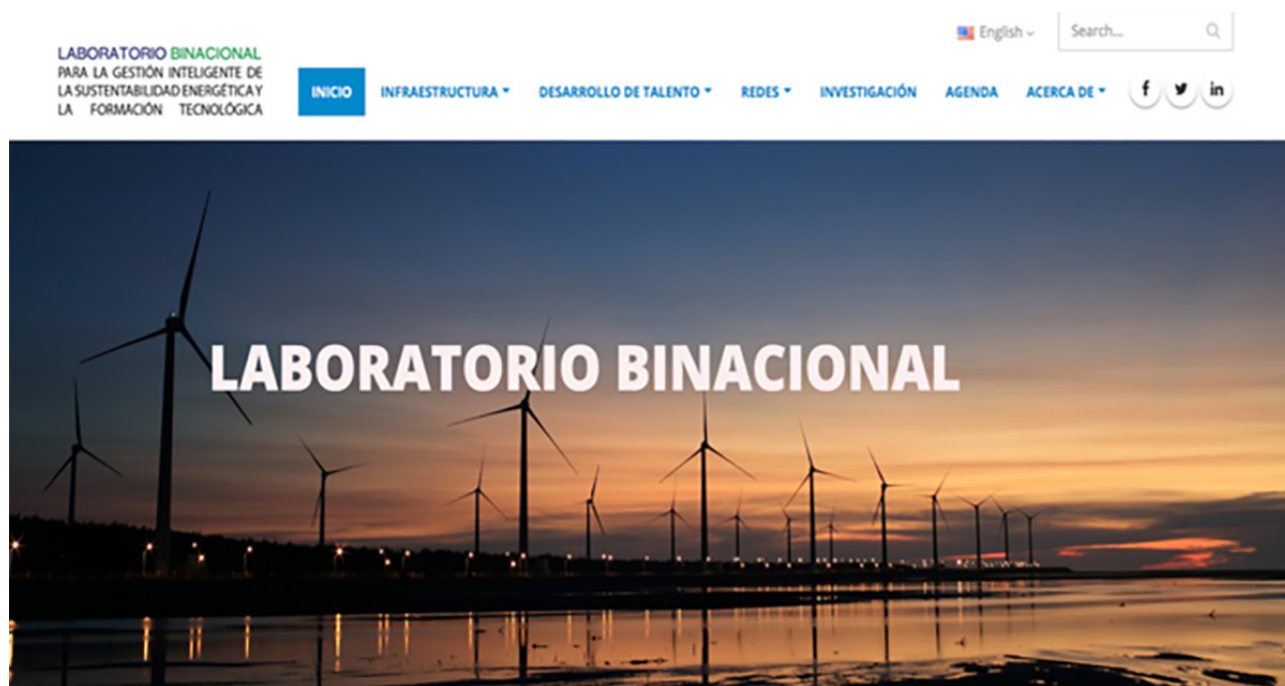 English
Search...
LABORATORIO BINACIONAL
PARA LA GESTIÓN INTELIGENTE DE
LA SUSTENTABILIDAD ENERGÉTICA Y
LA FORMACIÓN TECNOLÓGICA
INICIO INFRAESTRUCTURA DESARROLLO DE TALENTO REDES INVESTIGACIÓN AGENDA ACERCA DE f in
LABORATORIO BINACIONAL